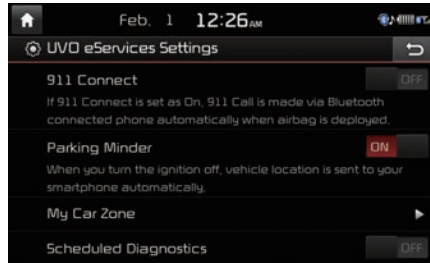 Feb. 1 12:26 AM
UVO eServices Settings
911 Connect OFF
If 911 Connect is set as On, 911 Call is made via Bluetooth
connected phone automatically when airbag is deployed.
Parking Minder ON
When you turn the ignition off, vehicle location is sent to your
smartphone automatically.
My Car Zone
Scheduled Diagnostics OFF